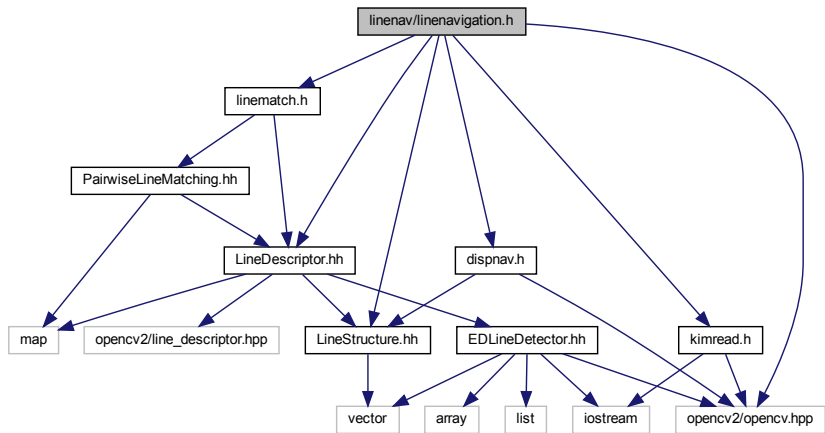 linenav/linenavigation.h
linematch.h
PairwiseLineMatching.hh
LineDescriptor.hh
dispnav.h
map
opencv2/line_descriptor.hpp
LineStructure.hh
EDLineDetector.hh
kimread.h
vector
array
list
iostream
opencv2/opencv.hpp